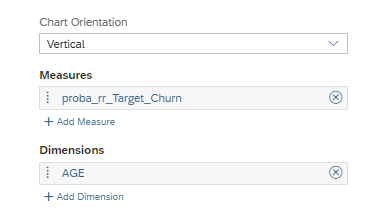 Chart Orientation
Vertical
Measures
proba_rr_Target_Churn
+ Add Measure
Dimensions
AGE
+ Add Dimension